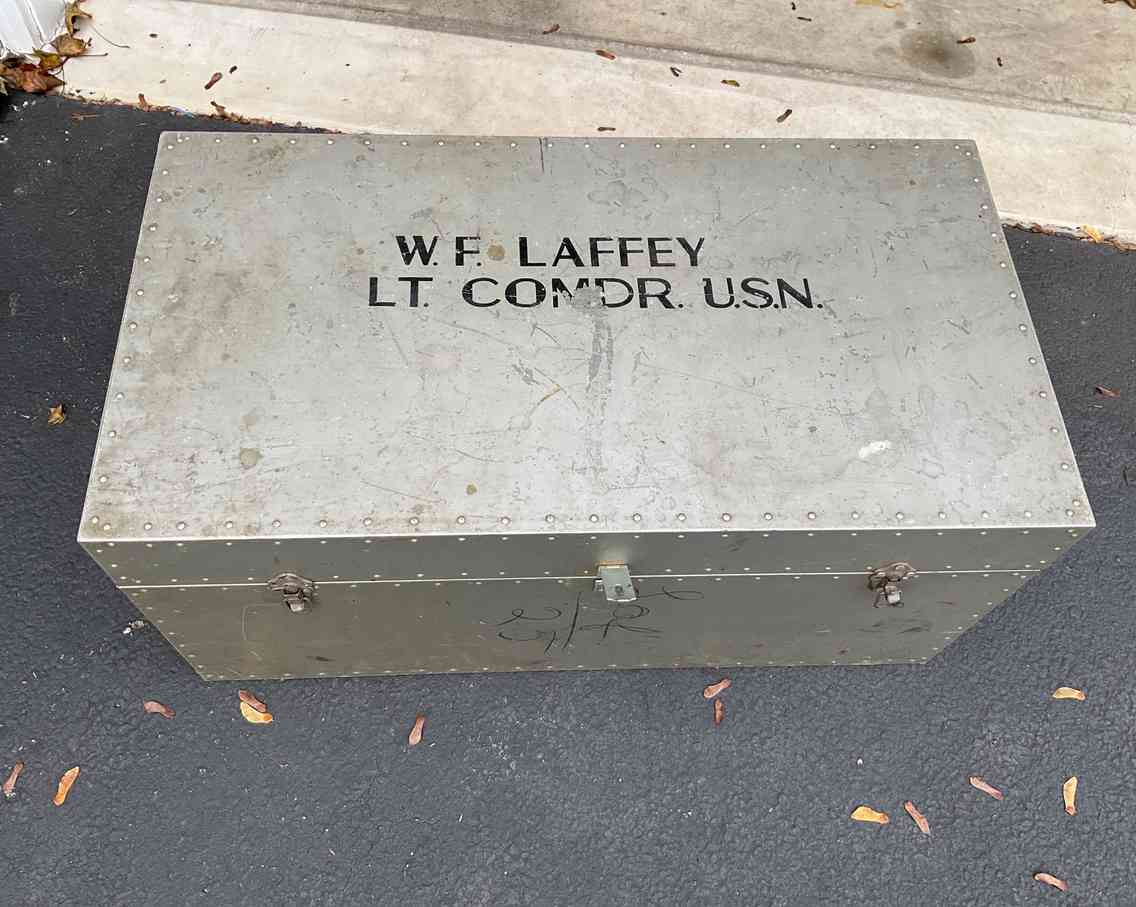 W. F. LAFFEY
LT. COMDR. U.S.N.